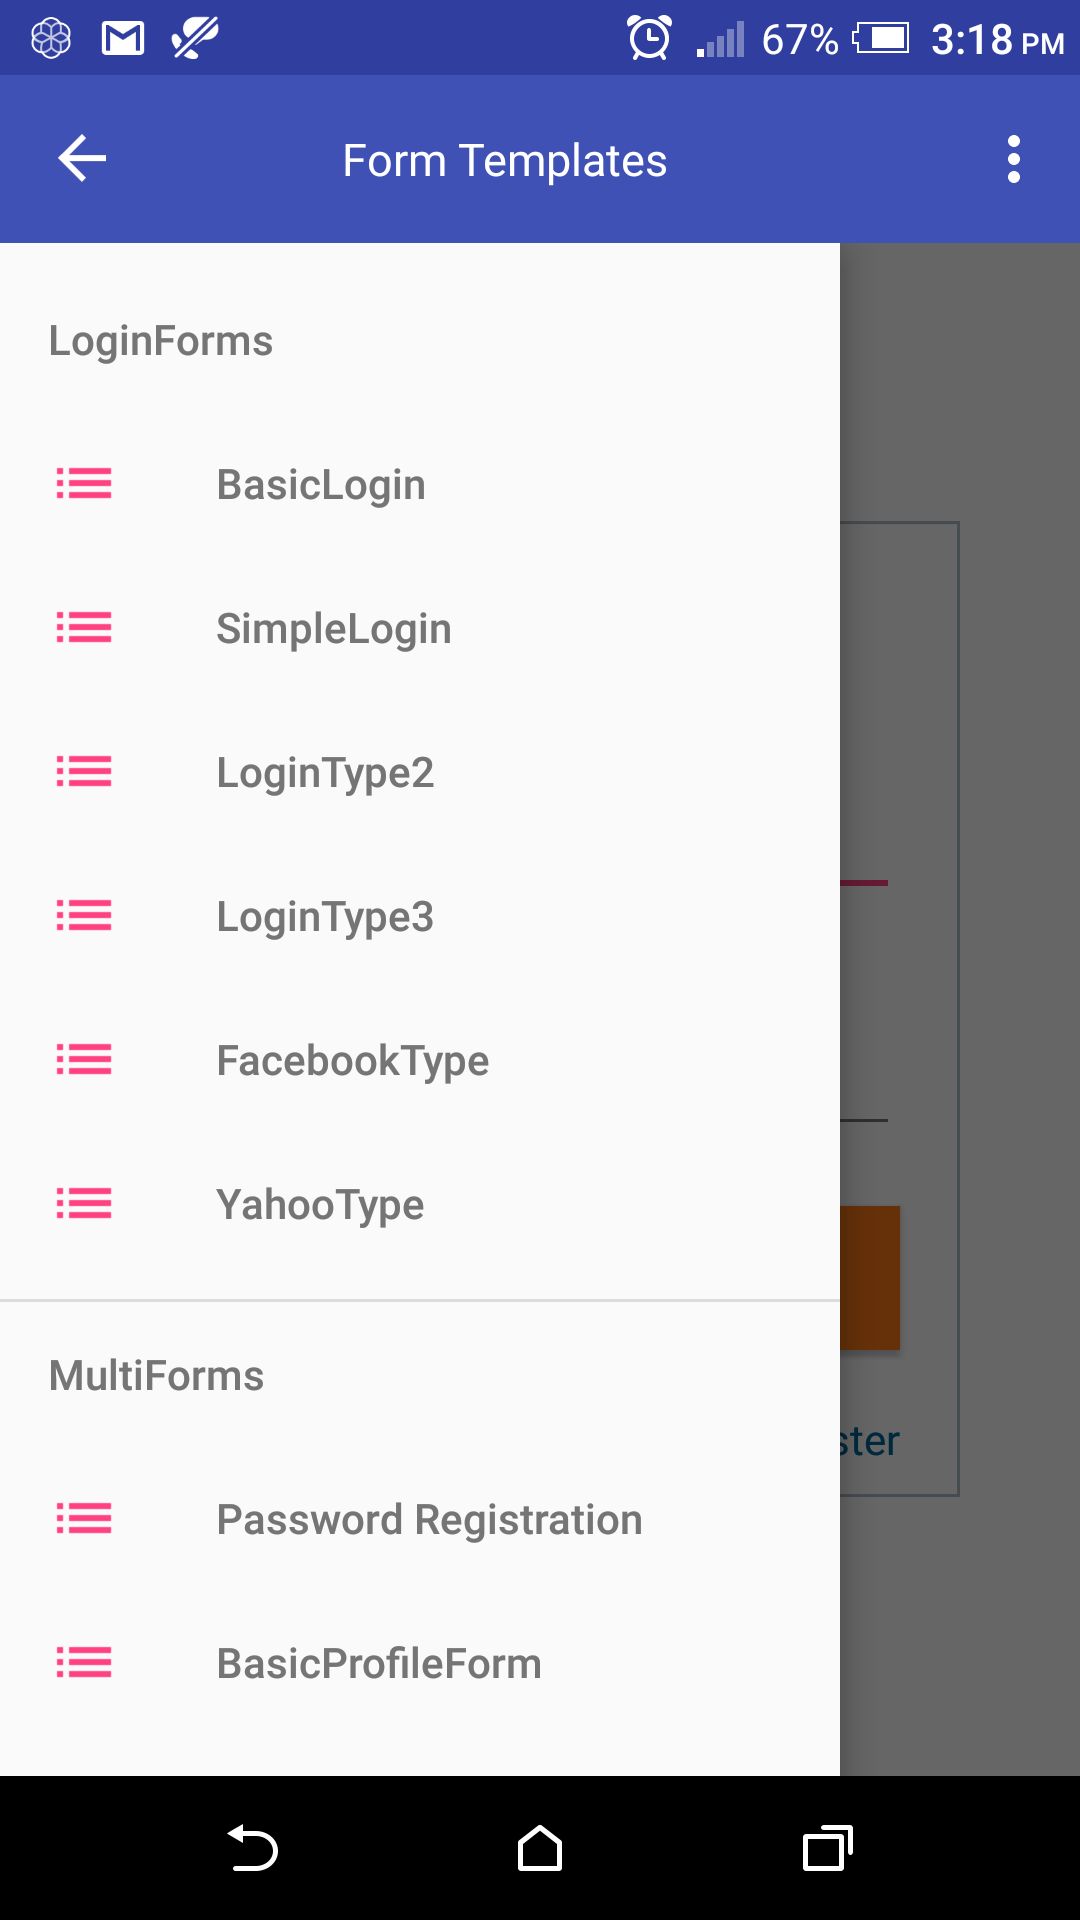 67% 3:18 PM
Form Templates
LoginForms
BasicLogin
SimpleLogin
LoginType2
LoginType3
FacebookType
YahooType
ster
MultiForms
Password Registration
BasicProfileForm